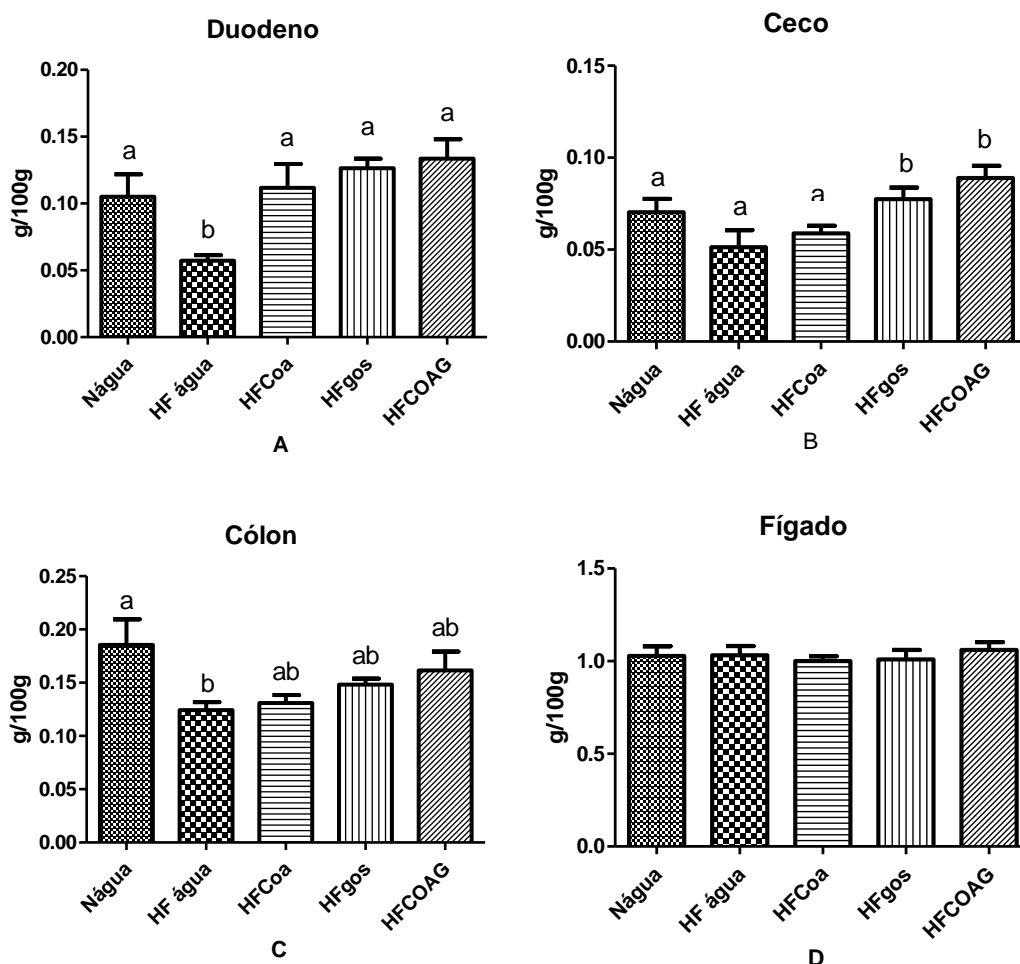 Duodeno
g/100g
0.20
0.15
0.10
0.05
0.00
a
b
a
a
a
Nágua
HF água
HFCoa
HFgos
HFCOAG
A
Ceco
g/100g
0.15
0.10
0.05
0.00
a
a
a
b
b
Nágua
HF água
HFCoa
HFgos
HFCOAG
B
Cólon
g/100g
0.25
0.20
0.15
0.10
0.05
0.00
a
b
ab
ab
ab
Nágua
HF água
HFCoa
HFgos
HFCOAG
C
Fígado
g/100g
1.5
1.0
0.5
0.0
Nágua
HF água
HFCoa
HFgos
HFCOAG
D